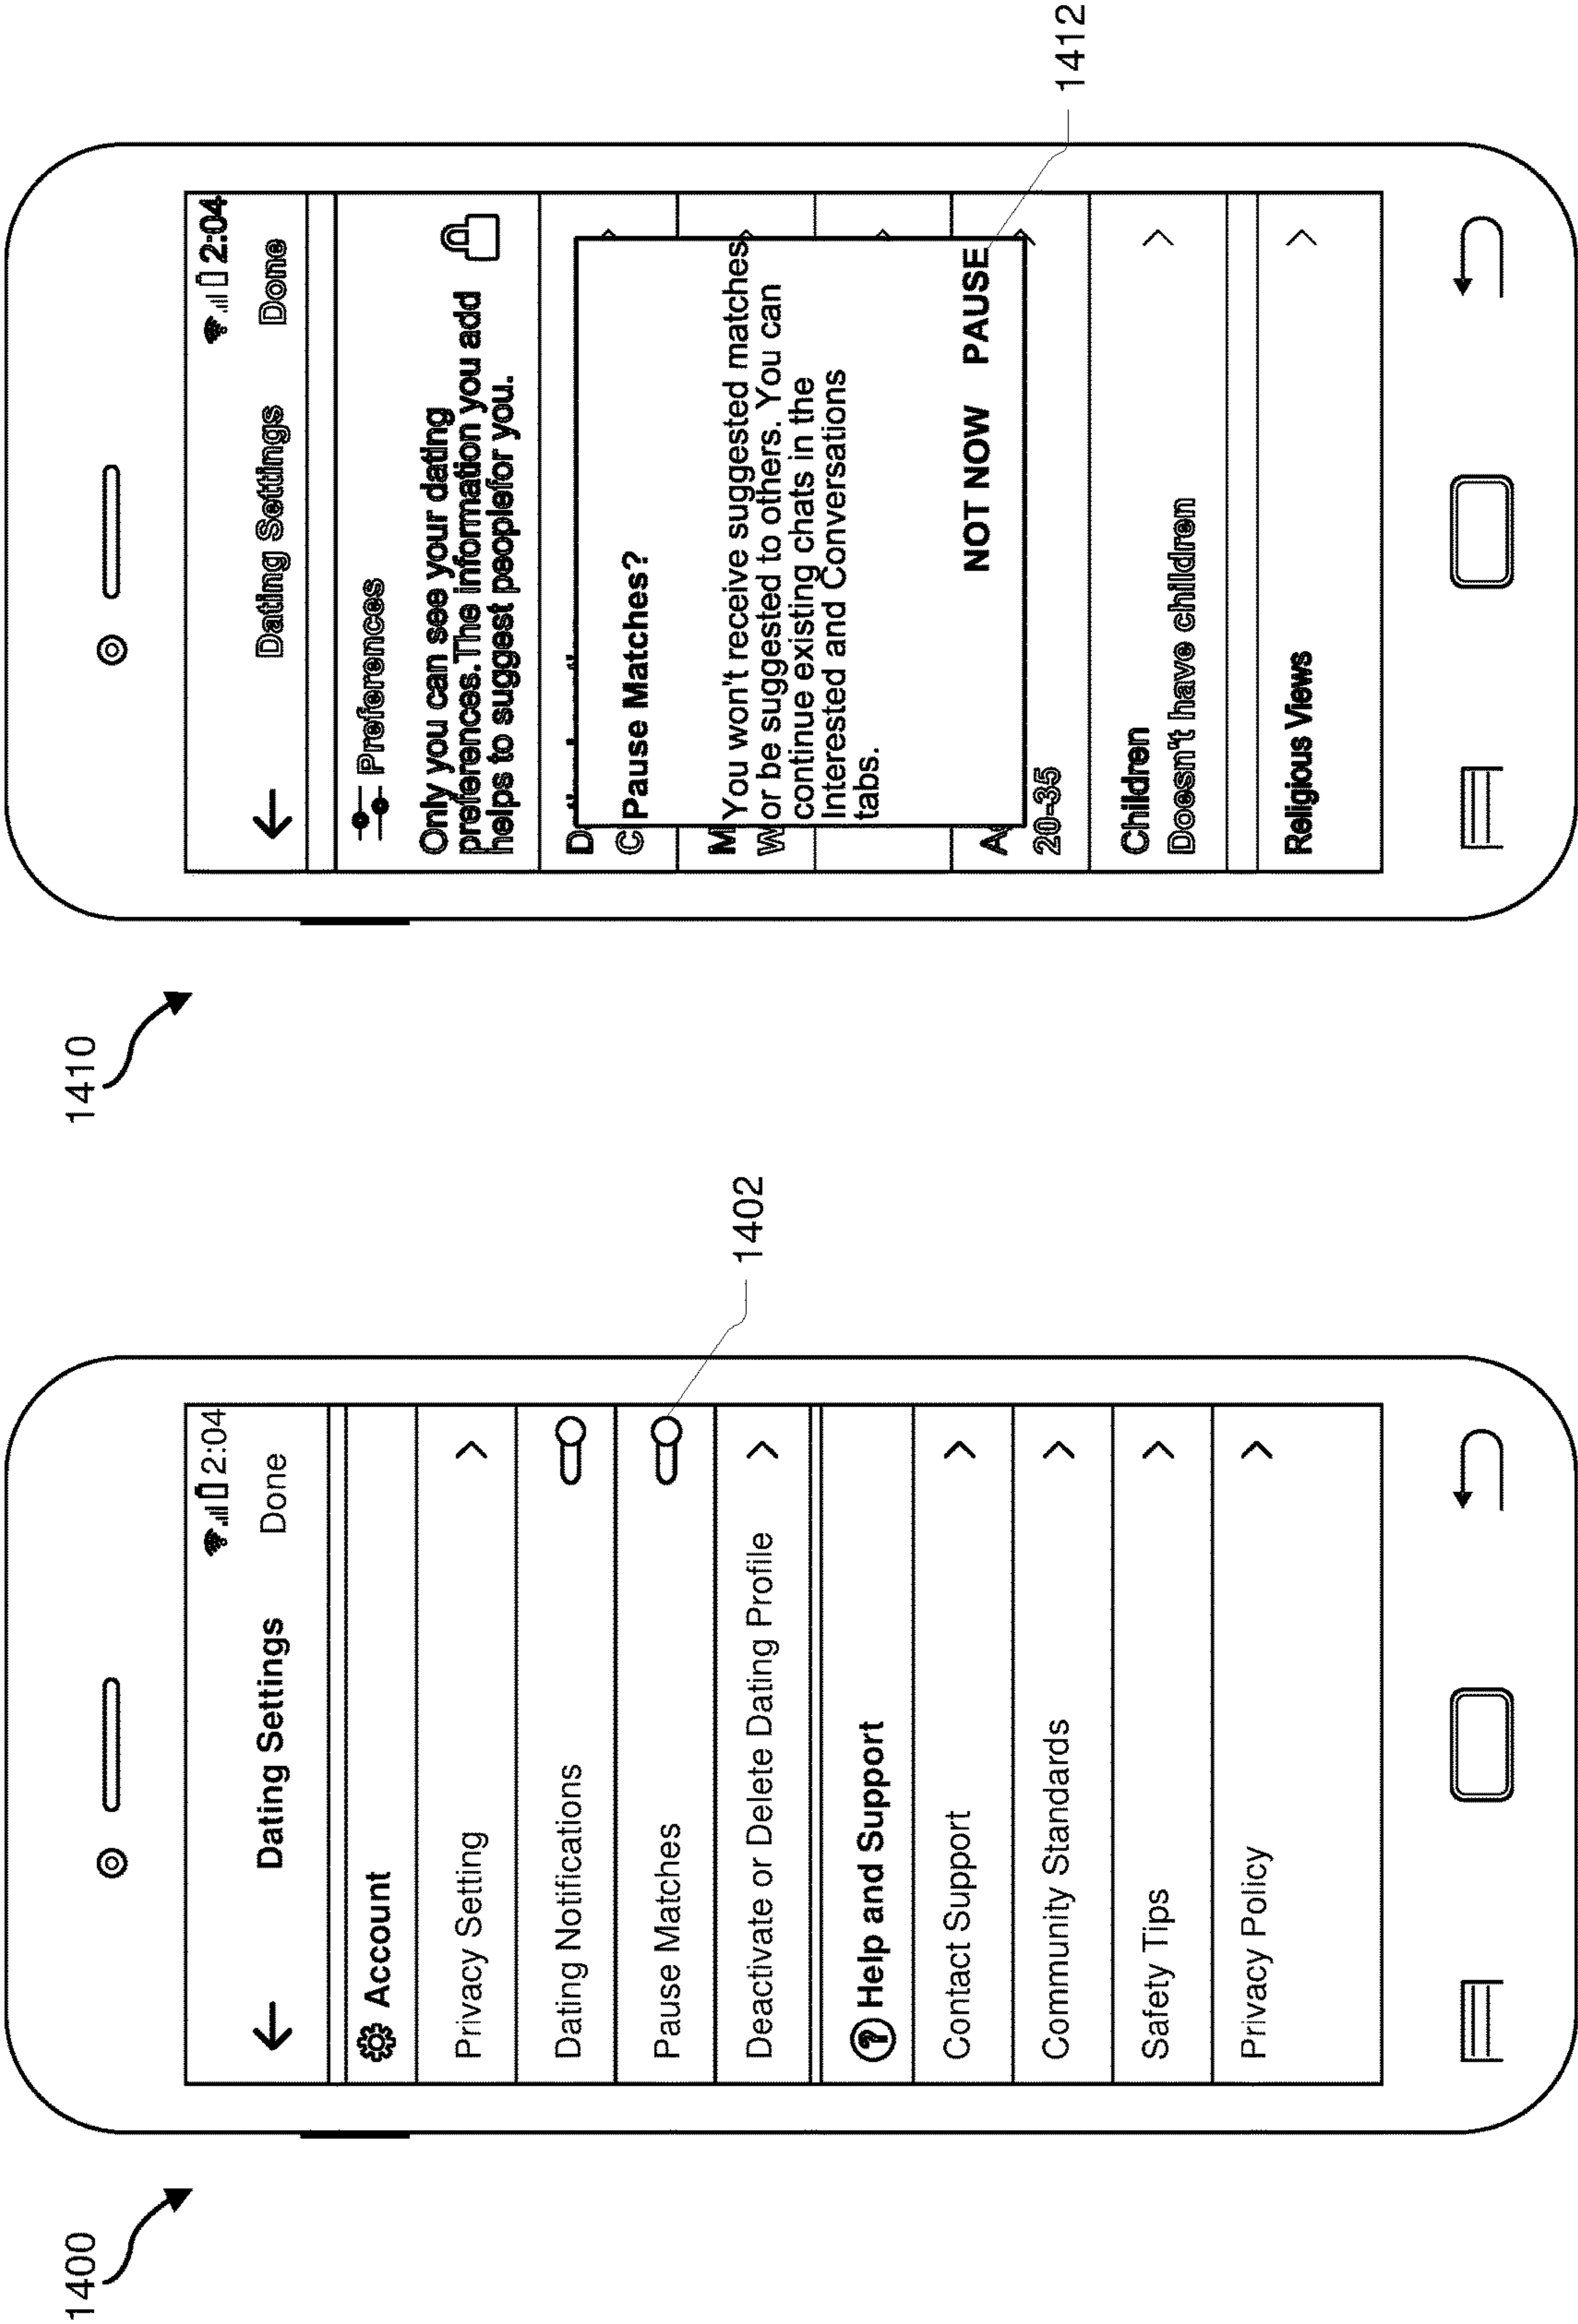 1400
2:04
Dating Settings
Done
Account
Privacy Setting
Dating Notifications
Pause Matches
1402
Deactivate or Delete Dating Profile
Help and Support
Contact Support
Community Standards
Safety Tips
Privacy Policy
1410
2:04
Dating Settings
Done
Preferences
Only you can see your dating
preferences.The information you add
helps to suggest peoplefor you.
D
C
Pause Matches?
M
You won't receive suggested matches
W
or be suggested to others. You can
continue existing chats in the
Interested and Conversations
tabs.
NOT NOW PAUSE
1412
20-35
Children
Doesn't have children
Religious Views